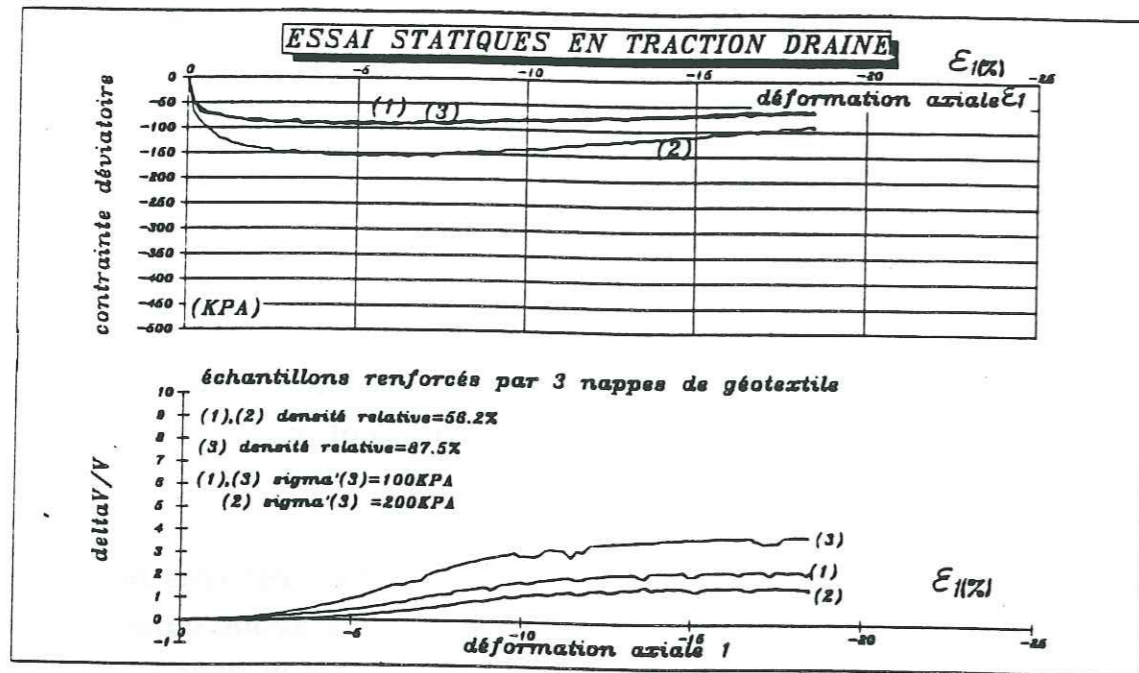 ESSAI STATIQUES EN TRACTION DRAINE
0 -5 -10 -15 -20 -25
ε1(%)
déformation axiale ε1
contrainte déviatoire
0
-50
-100
-150
-200
-250
-300
-350
-400
-450
-500
(1) (3)
(2)
(KPA)
échantillons renforcés par 3 nappes de géotextile
(1),(2) densité relative=56.2%
(3) densité relative=87.5%
(1),(3) sigma'(3)=100KPA
(2) sigma'(3) =200KPA
deltaV/V
10
9
8
7
6
5
4
3
2
1
0
-1
(3)
(1)
(2)
ε1(%)
0 -5 -10 -15 -20 -25
déformation axiale 1